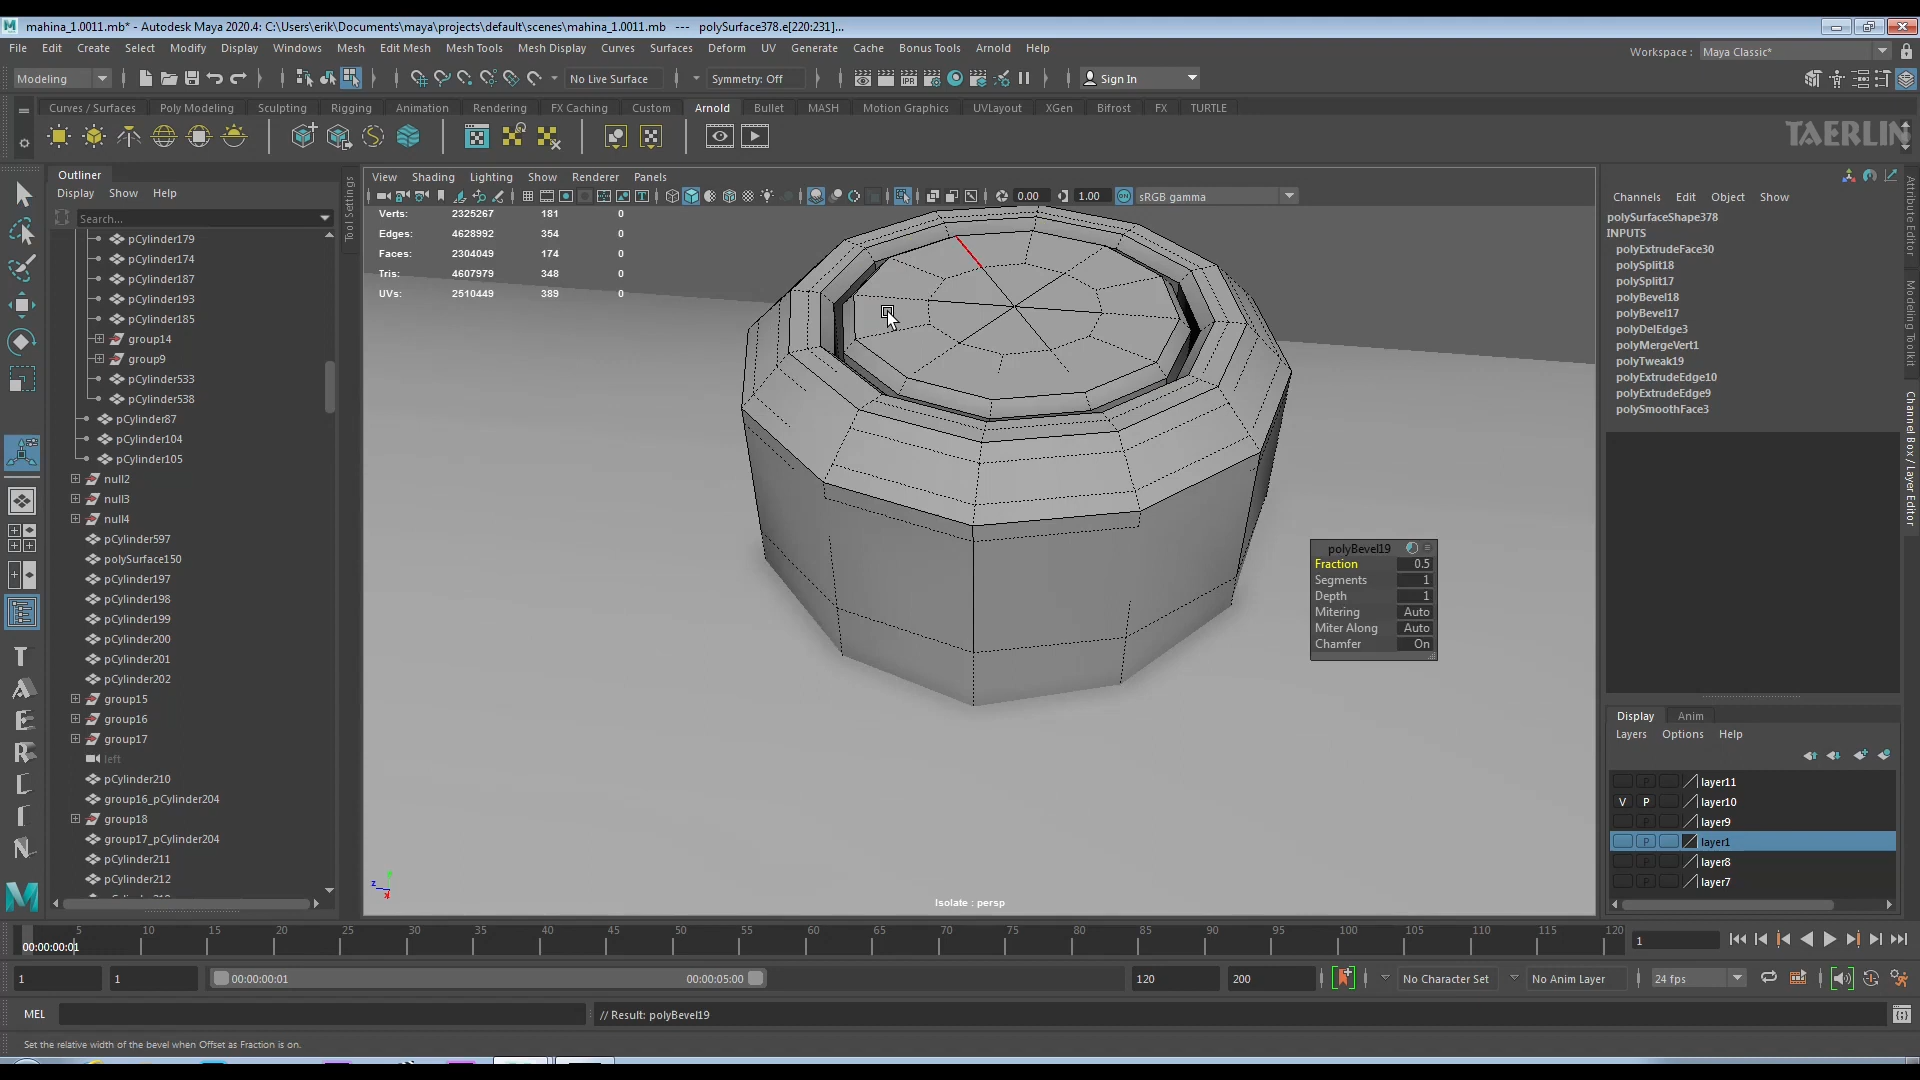 mahina_1.0011.mb* - Autodesk Maya 2020.4: C:\Users\erik\Documents\maya\projects\default\scenes\mahina_1.0011.mb --- polySurface378.e[220:231]...
File Edit Create Select Modify Display Windows Mesh Edit Mesh Mesh Tools Mesh Display Curves Surfaces Deform UV Generate Cache Bonus Tools Arnold Help
Workspace : Maya Classic*
Modeling No Live Surface Symmetry: Off Sign In
Curves / Surfaces Poly Modeling Sculpting Rigging Animation Rendering FX Caching Custom Arnold Bullet MASH Motion Graphics UVLayout XGen Bifrost FX TURTLE
TAERLIN
Outliner
Display Show Help
Search...
pCylinder179
pCylinder174
pCylinder187
pCylinder193
pCylinder185
group14
group9
pCylinder533
pCylinder538
pCylinder87
pCylinder104
pCylinder105
null2
null3
null4
pCylinder597
polySurface150
pCylinder197
pCylinder198
pCylinder199
pCylinder200
pCylinder201
pCylinder202
group15
group16
group17
left
pCylinder210
group16_pCylinder204
group18
group17_pCylinder204
pCylinder211
pCylinder212
Tool Settings
View Shading Lighting Show Renderer Panels
0.00 1.00 sRGB gamma
Verts: 2325267 181 0
Edges: 4628992 354 0
Faces: 2304049 174 0
Tris: 4607979 348 0
UVs: 2510449 389 0
polyBevel19
Fraction 0.5
Segments 1
Depth 1
Mitering Auto
Miter Along Auto
Chamfer On
z
x
Isolate : persp
Channels Edit Object Show
polySurfaceShape378
INPUTS
polyExtrudeFace30
polySplit18
polySplit17
polyBevel18
polyBevel17
polyDelEdge3
polyMergeVert1
polyTweak19
polyExtrudeEdge10
polyExtrudeEdge9
polySmoothFace3
Attribute Editor
Modeling Toolkit
Channel Box / Layer Editor
Display Anim
Layers Options Help
P layer11
V P layer10
P layer9
P layer1
P layer8
P layer7
5 10 15 20 25 30 35 40 45 50 55 60 65 70 75 80 85 90 95 100 105 110 115 120
00:00:00:01
1
1 1 00:00:00:01 00:00:05:00 120 200 No Character Set No Anim Layer 24 fps
MEL // Result: polyBevel19
Set the relative width of the bevel when Offset as Fraction is on.